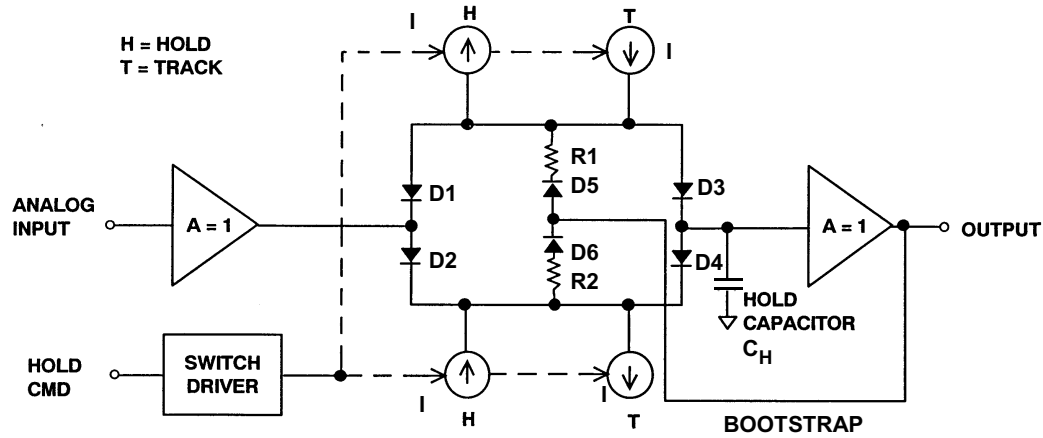 H = HOLD
T = TRACK
I
H
T
I
R1
D5
D1
D3
ANALOG
INPUT
A = 1
A = 1
OUTPUT
D2
D6
R2
D4
HOLD
CAPACITOR
CH
HOLD
CMD
SWITCH
DRIVER
I
H
I
T
BOOTSTRAP